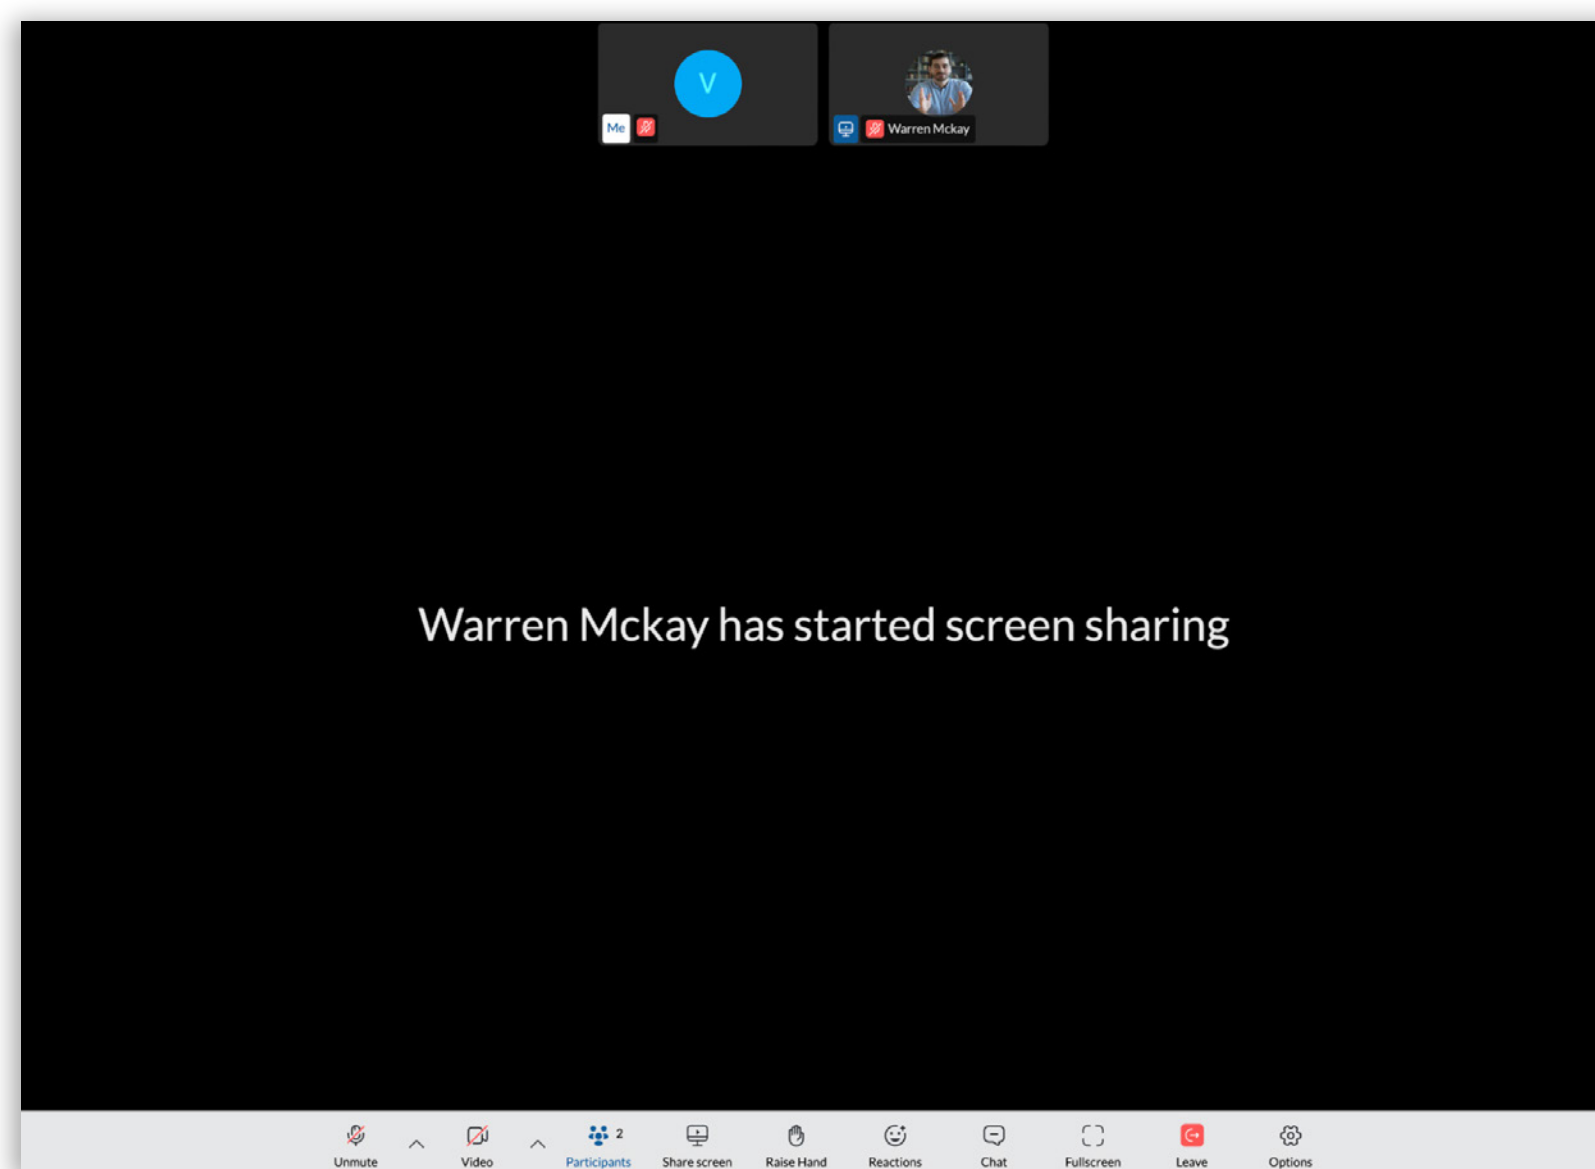 V
Me
Warren Mckay
Warren Mckay has started screen sharing
2
Unmute Video Participants Share screen Raise Hand Reactions Chat Fullscreen Leave Options